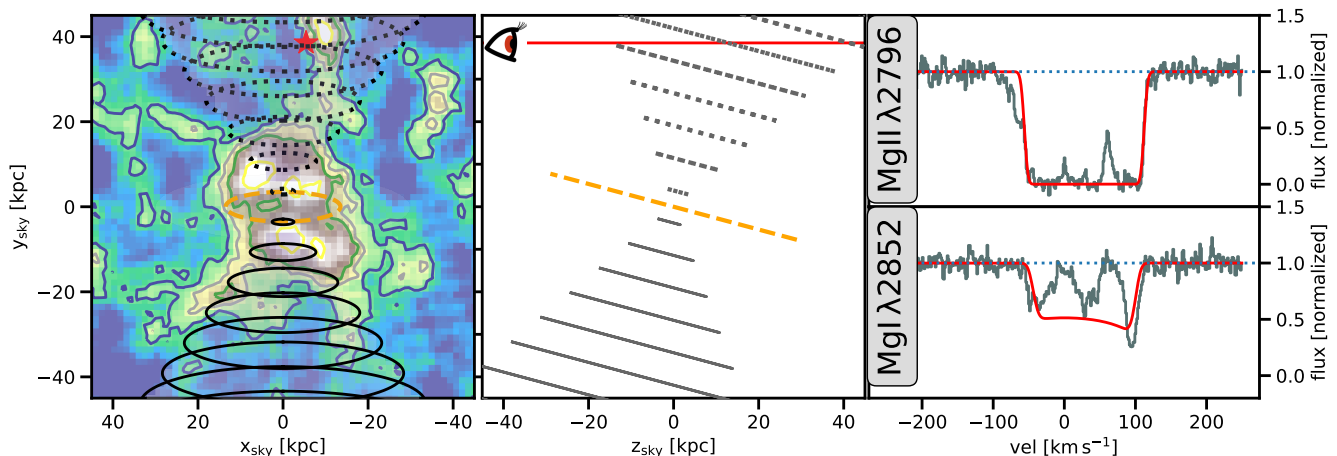 40
20
0
−20
−40
y_sky [kpc]
40 20 0 −20 −40
x_sky [kpc]
−40 −20 0 20 40
z_sky [kpc]
MgII λ2796
1.5
1.0
0.5
0.0
flux [normalized]
MgI λ2852
1.5
1.0
0.5
0.0
flux [normalized]
−200 −100 0 100 200
vel [km s⁻¹]